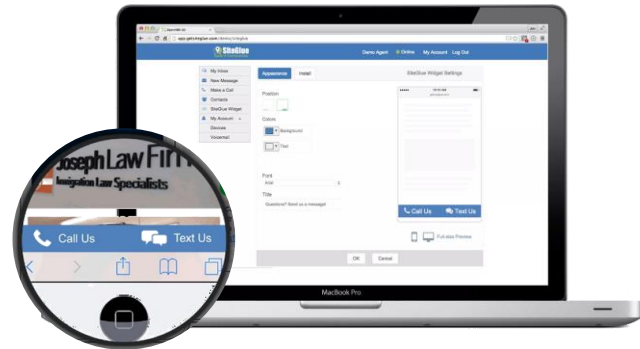 SiteGlue
Demo Agent Online My Account Log Out
My Inbox
New Message
Make a Call
Contacts
SiteGlue Widget
My Account
Devices
Voicemail
Appearance Install
Position
Colors
Background
Text
Font
Arial
Title
Questions? Send us a message!
OK Cancel
SiteGlue Widget Settings
Call Us Text Us
Full-size Preview
MacBook Pro
Joseph Law Firm
Immigration Law Specialists
Call Us Text Us